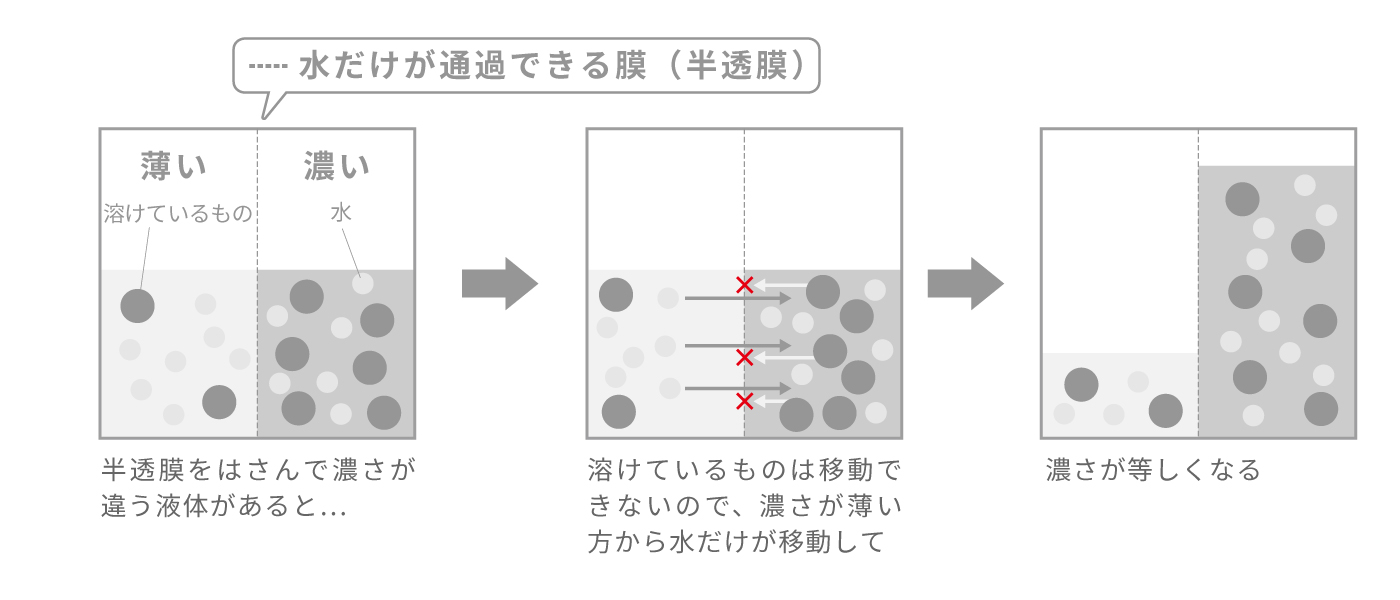 水だけが通過できる膜（半透膜）
薄い
濃い
溶けているもの
水
半透膜をはさんで濃さが
違う液体があると...
溶けているものは移動で
きないので、濃さが薄い
方から水だけが移動して
濃さが等しくなる